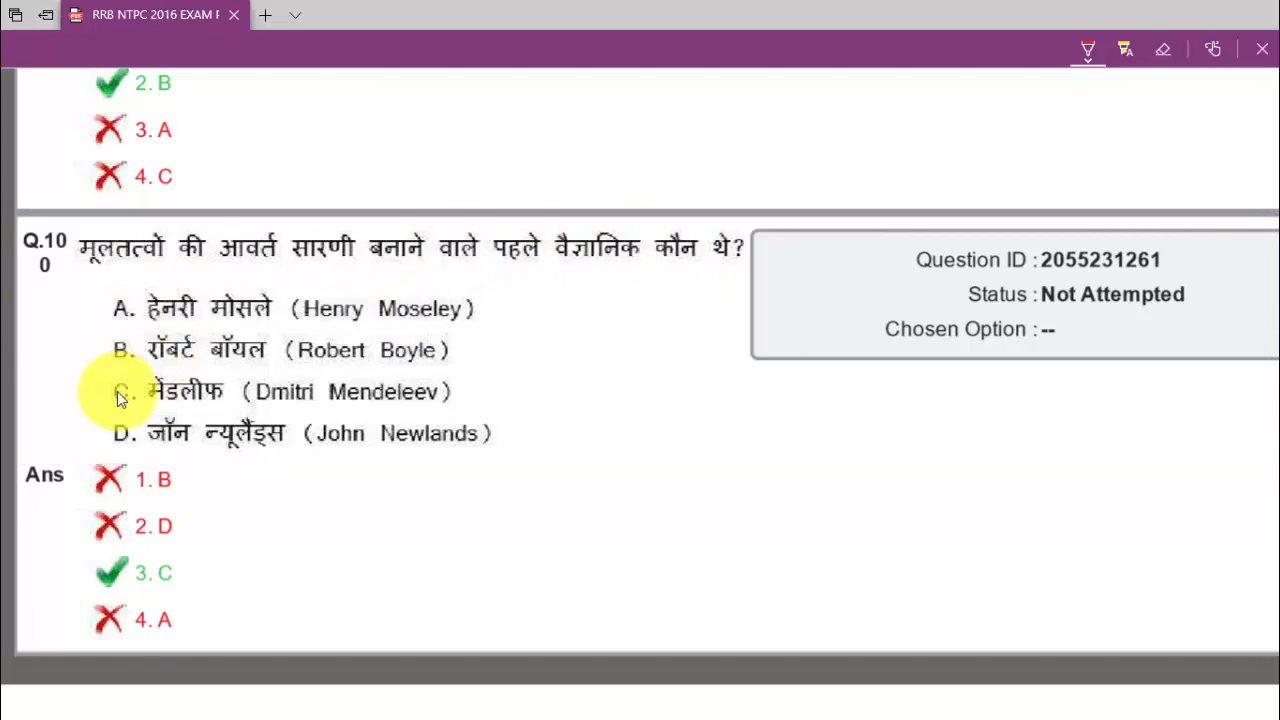 RRB NTPC 2016 EXAM F
2. B
3. A
4. C
Q.10
0
मूलतत्वों की आवर्त सारणी बनाने वाले पहले वैज्ञानिक कौन थे?
Question ID : 2055231261
Status : Not Attempted
Chosen Option : --
A. हेनरी मोसले (Henry Moseley)
B. रॉबर्ट बॉयल (Robert Boyle)
C. मेंडलीफ (Dmitri Mendeleev)
D. जॉन न्यूलैंड्स (John Newlands)
Ans
1. B
2. D
3. C
4. A